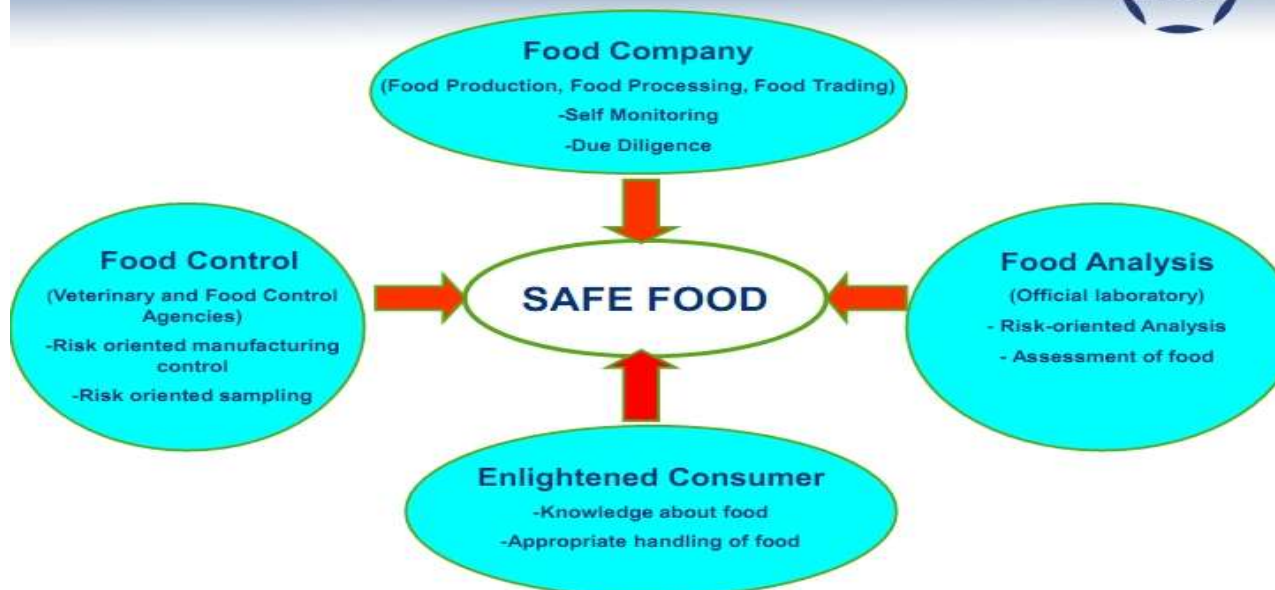 Food Company
(Food Production, Food Processing, Food Trading)
-Self Monitoring
-Due Diligence
Food Control
(Veterinary and Food Control
Agencies)
-Risk oriented manufacturing
control
-Risk oriented sampling
SAFE FOOD
Food Analysis
(Official laboratory)
- Risk-oriented Analysis
- Assessment of food
Enlightened Consumer
-Knowledge about food
-Appropriate handling of food